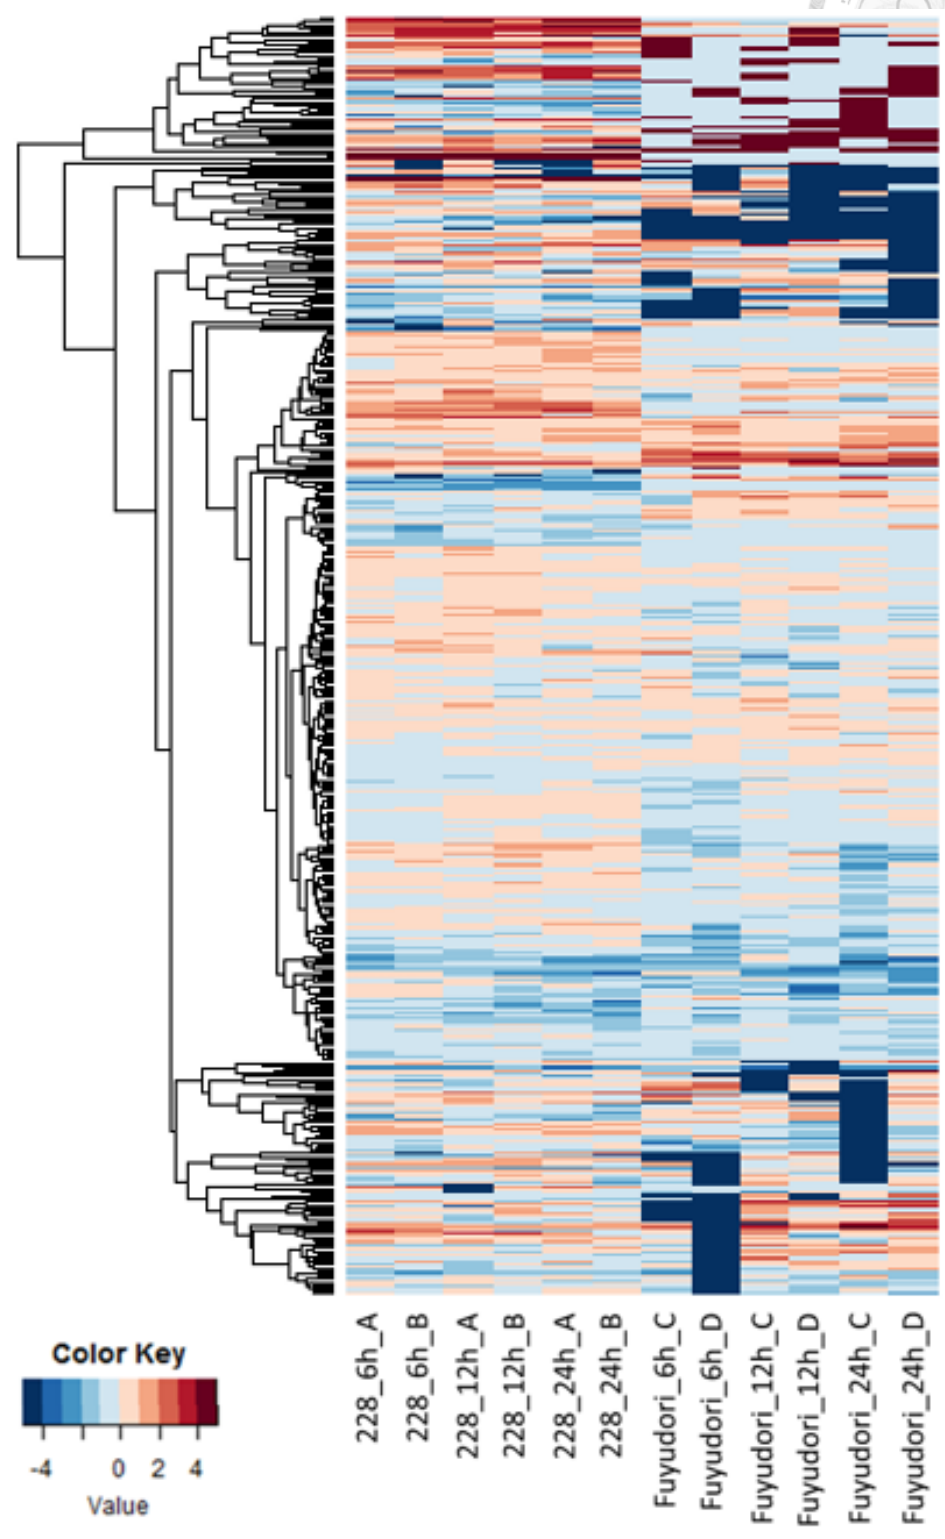 228_6h_A
228_6h_B
228_12h_A
228_12h_B
228_24h_A
228_24h_B
Fuyudori_6h_C
Fuyudori_6h_D
Fuyudori_12h_C
Fuyudori_12h_D
Fuyudori_24h_C
Fuyudori_24h_D
Color Key
-4 0 2 4
Value